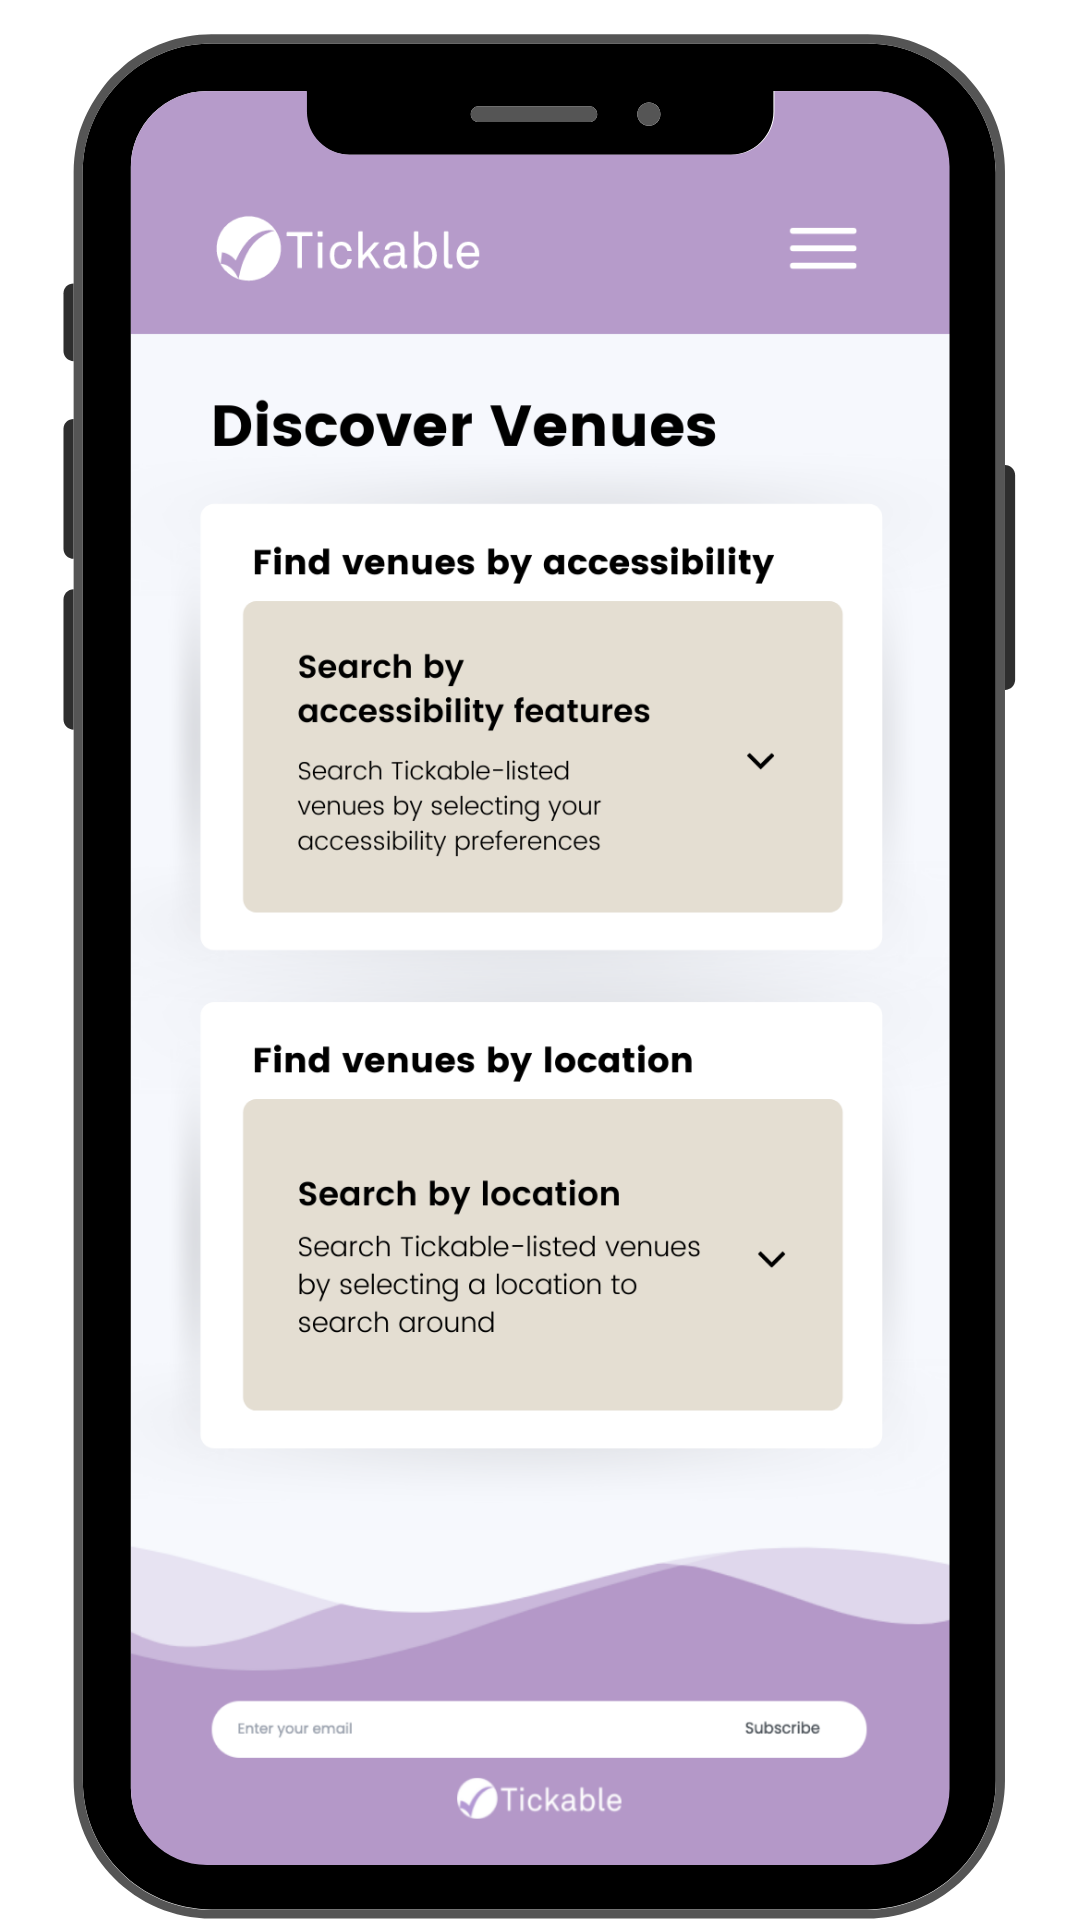 Tickable
Discover Venues
Find venues by accessibility
Search by
accessibility features
Search Tickable-listed
venues by selecting your
accessibility preferences
Find venues by location
Search by location
Search Tickable-listed venues
by selecting a location to
search around
Enter your email
Subscribe
Tickable